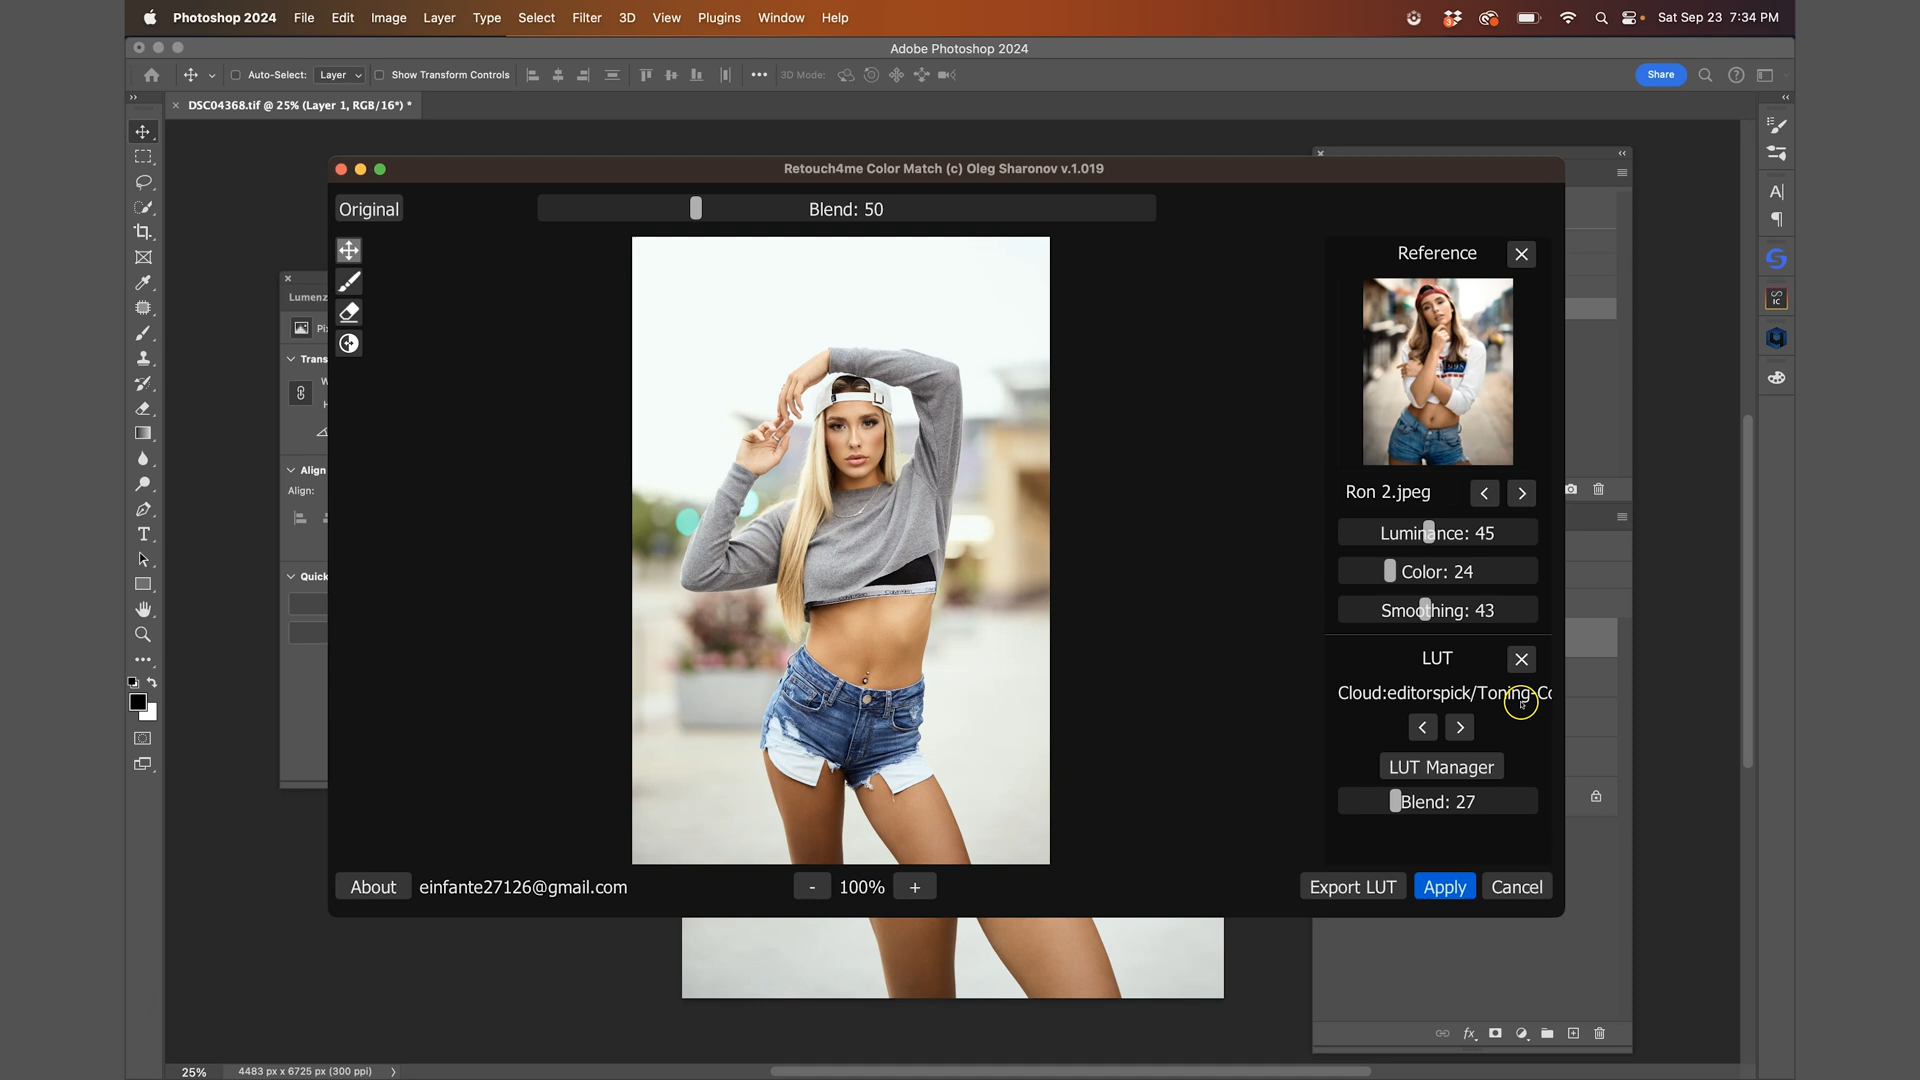 Photoshop 2024 File Edit Image Layer Type Select Filter 3D View Plugins Window Help
3
Sat Sep 23 7:34 PM
Adobe Photoshop 2024
Auto-Select: Layer Show Transform Controls 3D Mode: Share
DSC04368.tif @ 25% (Layer 1, RGB/16*) *
Retouch4me Color Match (c) Oleg Sharonov v.1.019
Original
Blend: 50
Reference
Ron 2.jpeg
Luminance: 45
Color: 24
Smoothing: 43
LUT
Cloud:editorspick/Toning-Co
LUT Manager
Blend: 27
Lumenz
Pix
Trans
W
H
Align
Align:
Quick
About
einfante27126@gmail.com
- 100% +
Export LUT Apply Cancel
25% 4483 px x 6725 px (300 ppi)